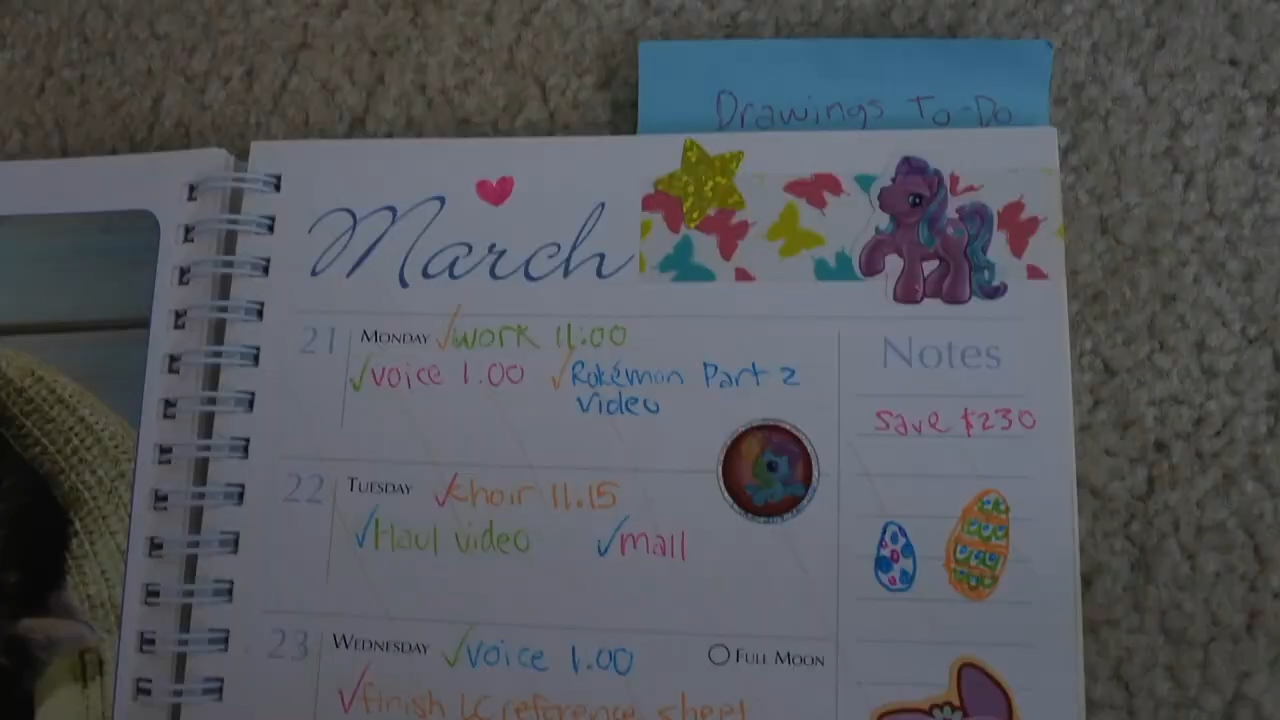 Drawings To-Do
March
21 Monday ✓work 11:00
✓voice 1.00 ✓Pokémon Part 2
Video
Notes
save $230
22 Tuesday ✓choir 11.15
✓Haul video ✓mall
23 Wednesday ✓voice 1.00 Full Moon
✓finish LC reference sheet